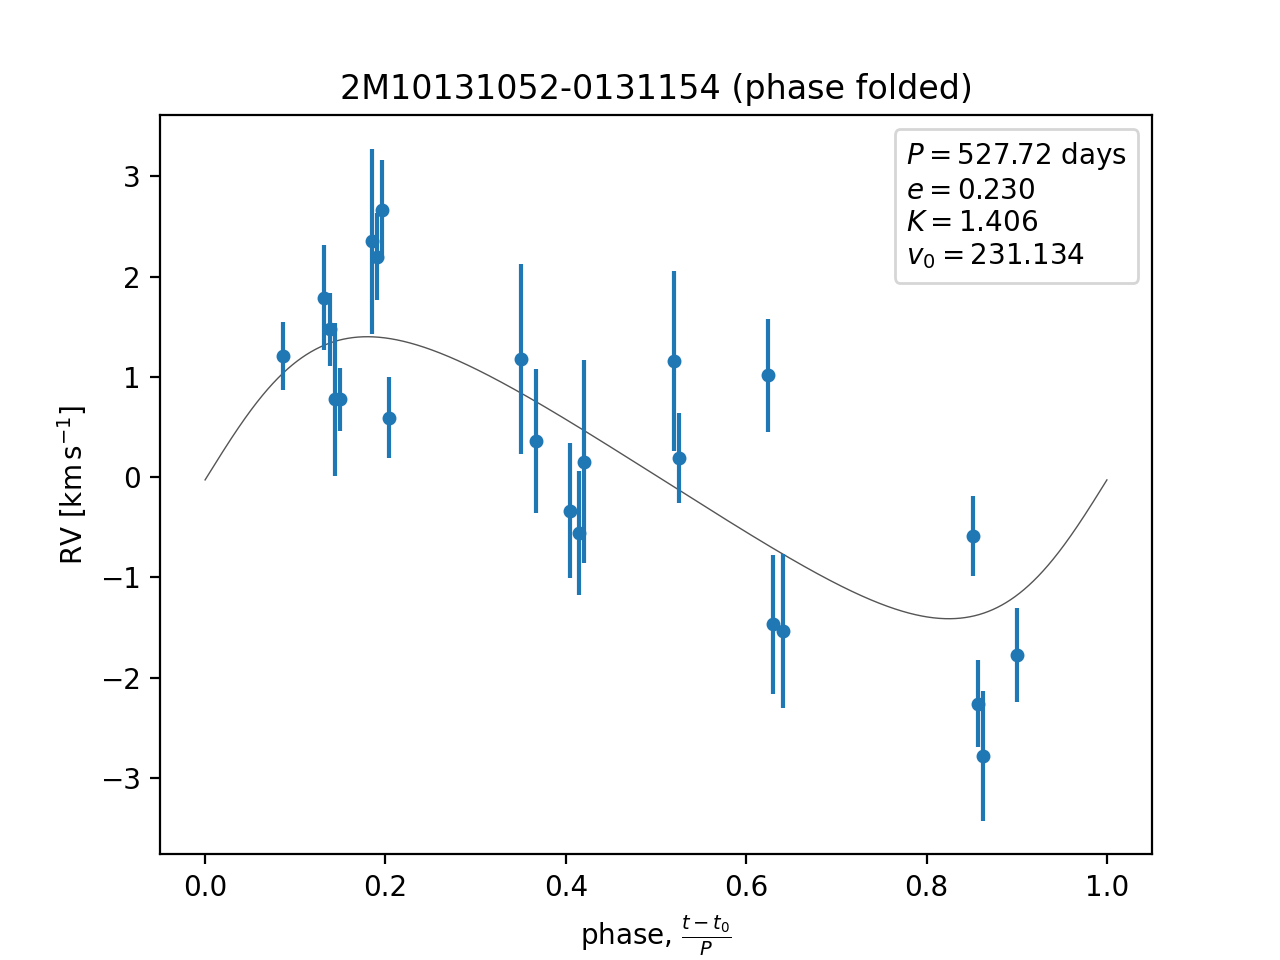 2M10131052-0131154 (phase folded)
P = 527.72 days
e = 0.230
K = 1.406
v₀ = 231.134
RV [km s⁻¹]
3
2
1
0
−1
−2
−3
0.0 0.2 0.4 0.6 0.8 1.0
phase, (t − t₀)/P